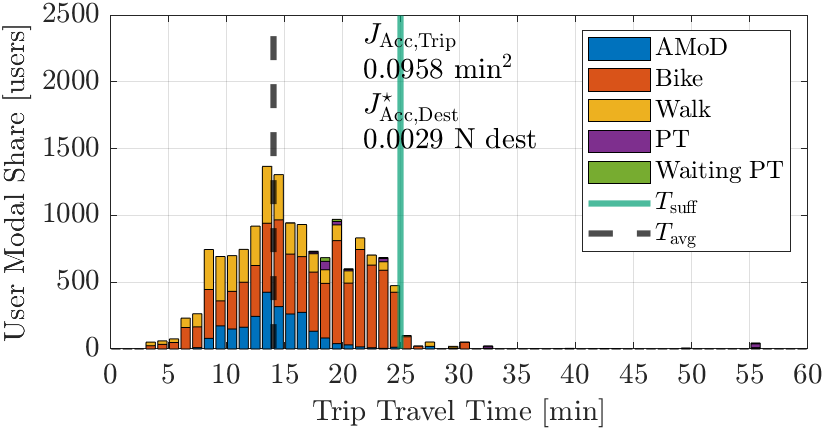 2500
2000
1500
1000
500
0
User Modal Share [users]
J_Acc,Trip
0.0958 min²
J⋆_Acc,Dest
0.0029 N dest
AMoD
Bike
Walk
PT
Waiting PT
T_suff
T_avg
0 5 10 15 20 25 30 35 40 45 50 55 60
Trip Travel Time [min]